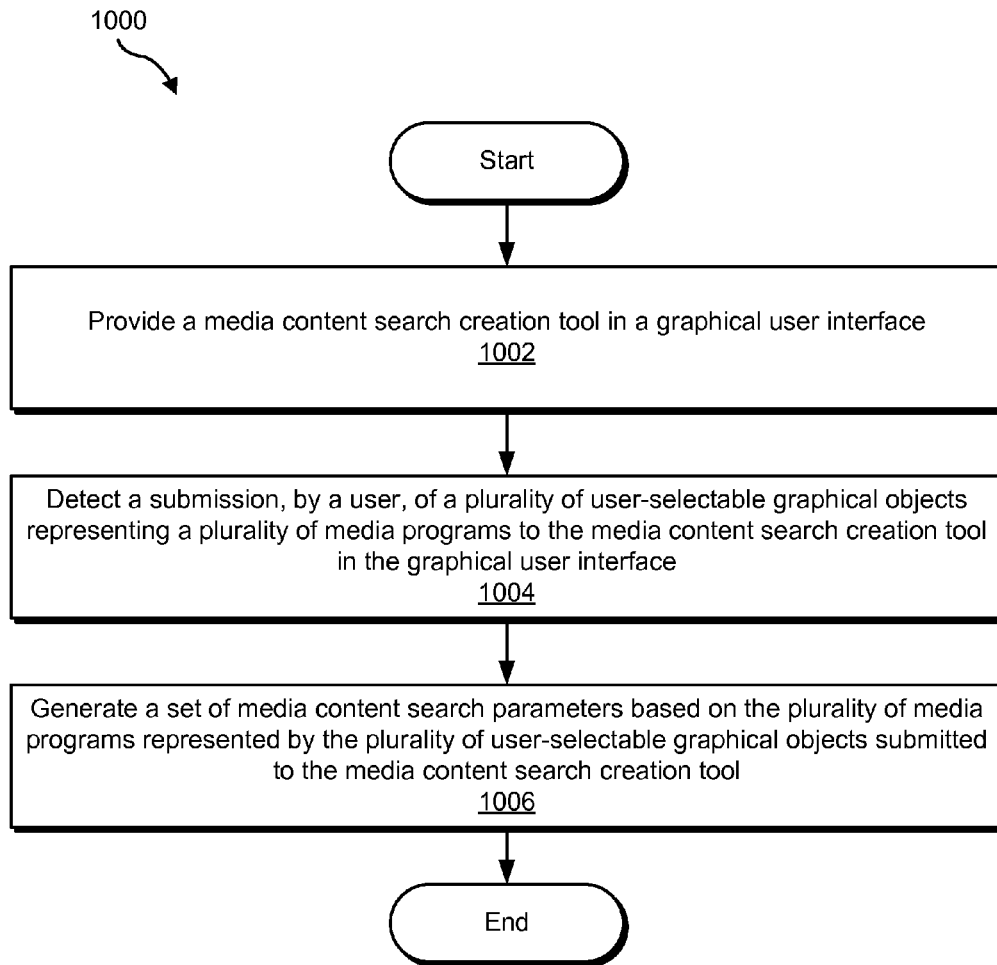 1000
Start
Provide a media content search creation tool in a graphical user interface
1002
Detect a submission, by a user, of a plurality of user-selectable graphical objects
representing a plurality of media programs to the media content search creation tool
in the graphical user interface
1004
Generate a set of media content search parameters based on the plurality of media
programs represented by the plurality of user-selectable graphical objects submitted
to the media content search creation tool
1006
End